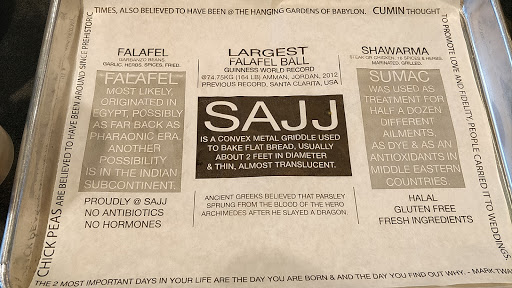 CHICK PEAS ARE BELIEVED TO HAVE BEEN AROUND SINCE PREHISTORIC
TIMES, ALSO BELIEVED TO HAVE BEEN @ THE HANGING GARDENS OF BABYLON. CUMIN THOUGHT
TO PROMOTE LOVE AND FIDELITY, PEOPLE CARRIED IT TO WEDDINGS.
FALAFEL
GARBANZO BEANS,
GARLIC, HERBS, SPICES, FRIED.
"FALAFEL"
MOST LIKELY,
ORIGINATED IN
EGYPT, POSSIBLY
AS FAR BACK AS
PHARAONIC ERA.
ANOTHER
POSSIBILITY
IS IN THE INDIAN
SUBCONTINENT.
PROUDLY @ SAJJ
NO ANTIBIOTICS
NO HORMONES
LARGEST
FALAFEL BALL
GUINNESS WORLD RECORD
@74.75KG (164 LB) AMMAN, JORDAN, 2012
PREVIOUS RECORD, SANTA CLARITA, USA
SAJJ
IS A CONVEX METAL GRIDDLE USED
TO BAKE FLAT BREAD, USUALLY
ABOUT 2 FEET IN DIAMETER
& THIN, ALMOST TRANSLUCENT.
ANCIENT GREEKS BELIEVED THAT PARSLEY
SPRUNG FROM THE BLOOD OF THE HERO
ARCHIMEDES AFTER HE SLAYED A DRAGON.
SHAWARMA
STEAK OR CHICKEN, 18 SPICES & HERBS,
MARINATED, GRILLED.
SUMAC
WAS USED AS
TREATMENT FOR
HALF A DOZEN
DIFFERENT
AILMENTS,
AS DYE & AS AN
ANTIOXIDANTS IN
MIDDLE EASTERN
COUNTRIES
HALAL
GLUTEN FREE
FRESH INGREDIENTS
THE 2 MOST IMPORTANT DAYS IN YOUR LIFE ARE THE DAY YOU ARE BORN & AND THE DAY YOU FIND OUT WHY. - MARK TWAIN